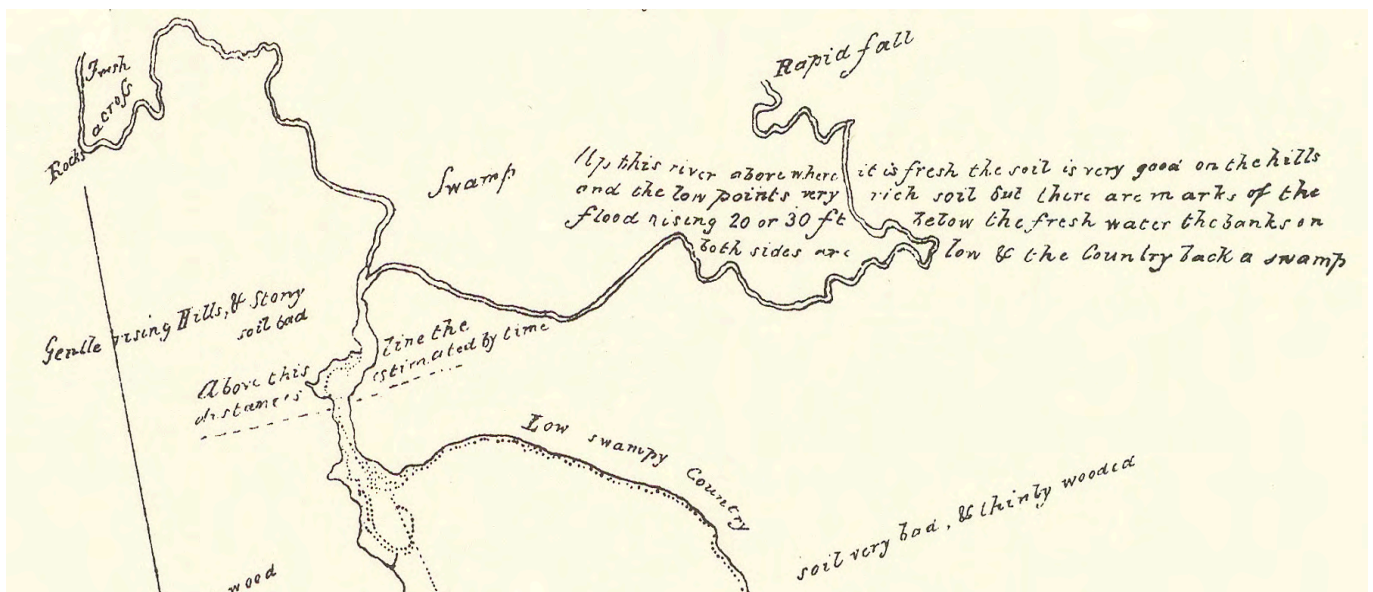 Rapid fall
Fresh
across
Rocks
Swamp
Up this river above where it is fresh the soil is very good on the hills
and the low points very rich soil but there are marks of the
flood rising 20 or 30 ft below the fresh water the banks on
both sides are low & the Country back a swamp
Gentle rising Hills, & Stony
soil bad
Above this line the
distances estimated by time
Low swampy Country
soil very bad, & thinly wooded
wood